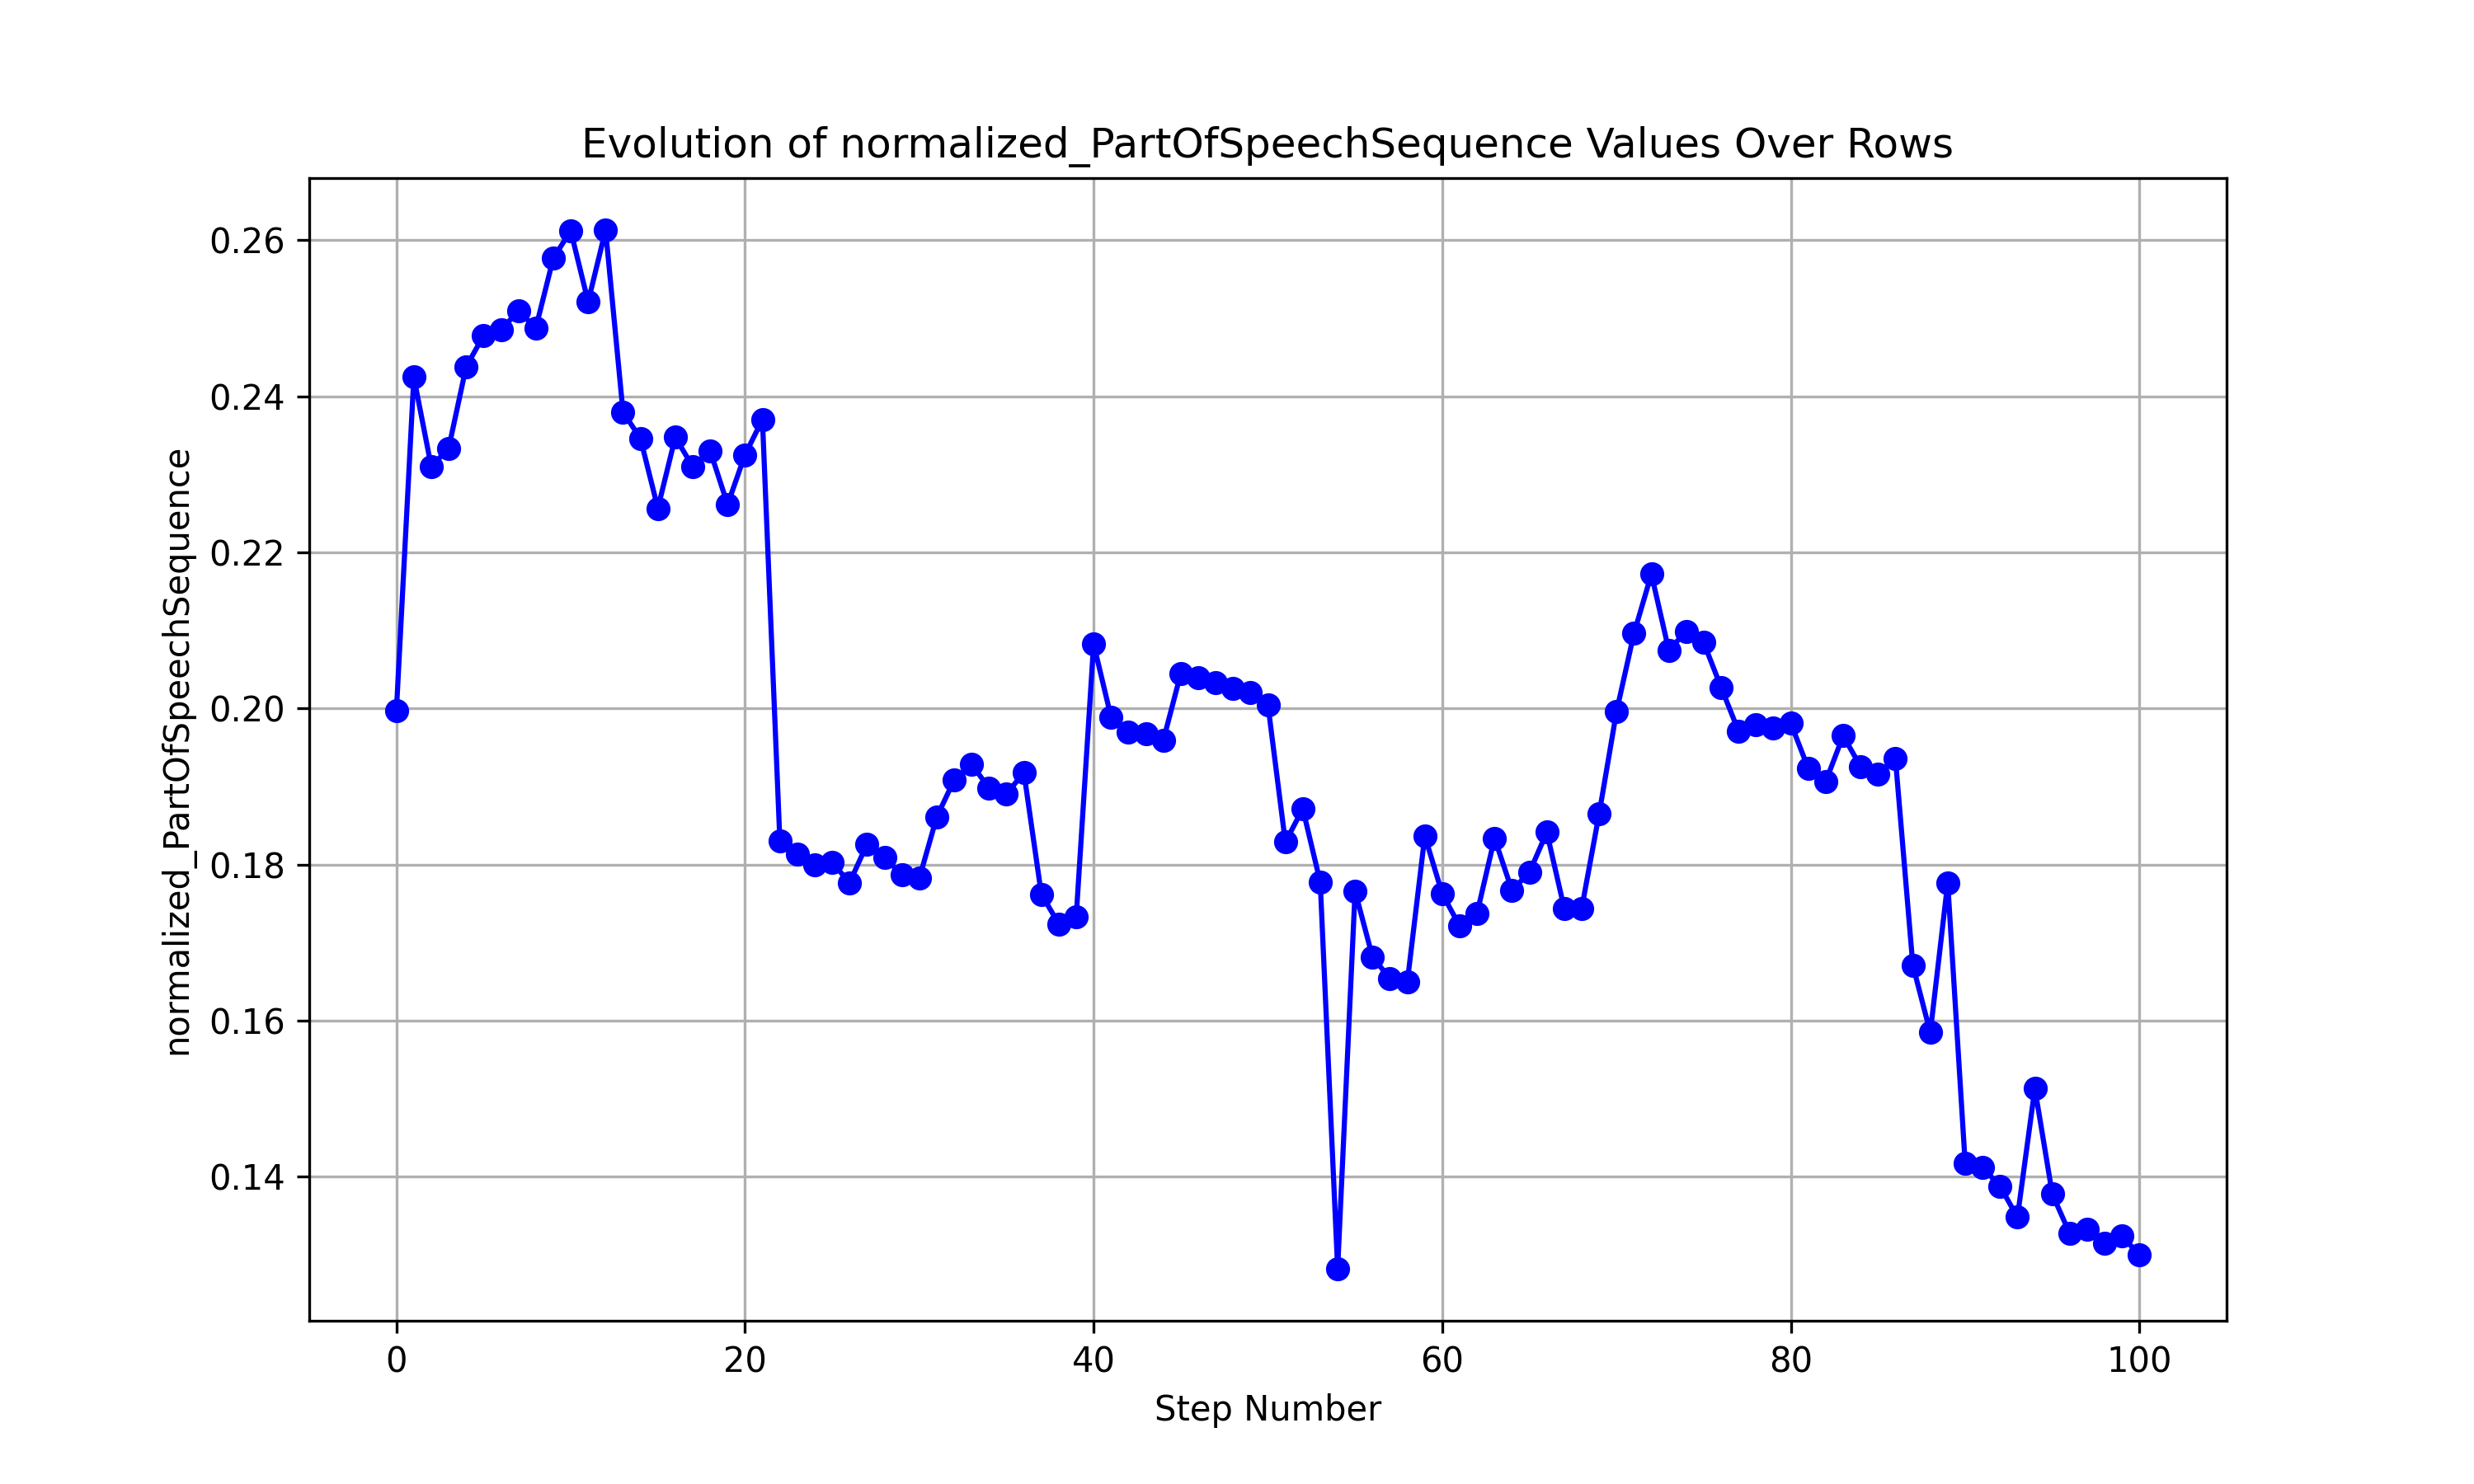 Evolution of normalized_PartOfSpeechSequence Values Over Rows
normalized_PartOfSpeechSequence
0.26
0.24
0.22
0.20
0.18
0.16
0.14
0 20 40 60 80 100
Step Number